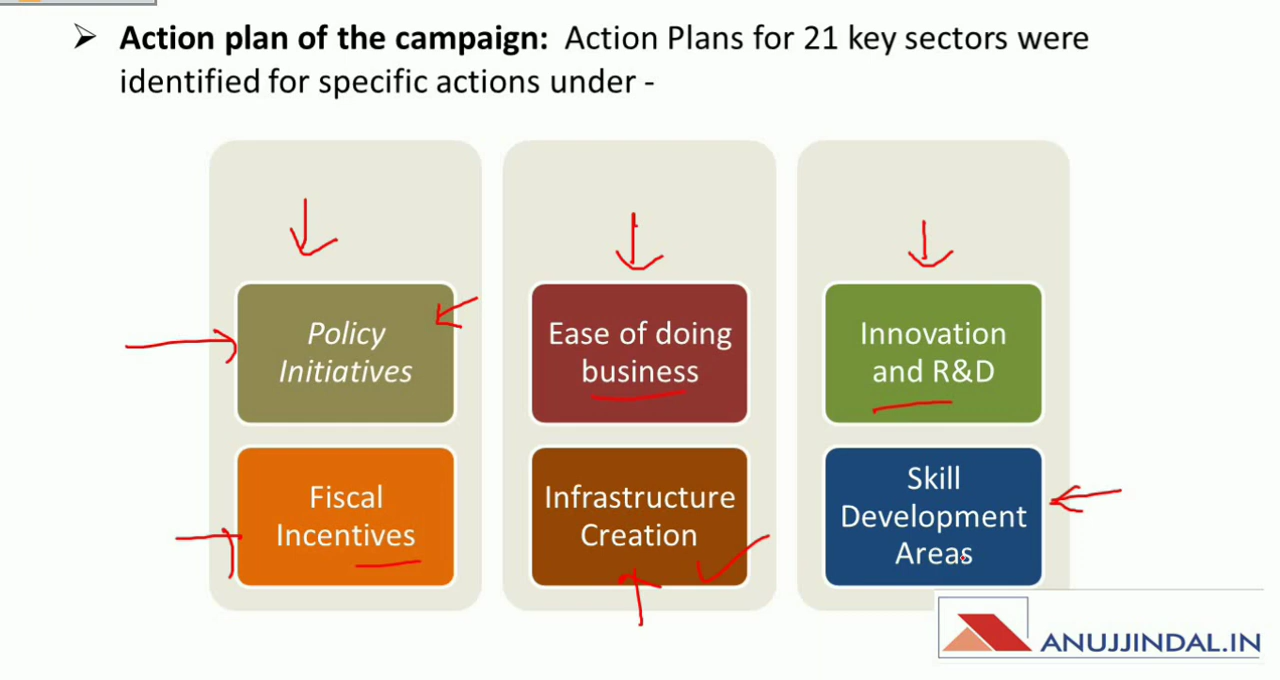 ➢ Action plan of the campaign: Action Plans for 21 key sectors were
identified for specific actions under -
Policy
Initiatives
Fiscal
Incentives
Ease of doing
business
Infrastructure
Creation
Innovation
and R&D
Skill
Development
Areas
ANUJJINDAL.IN